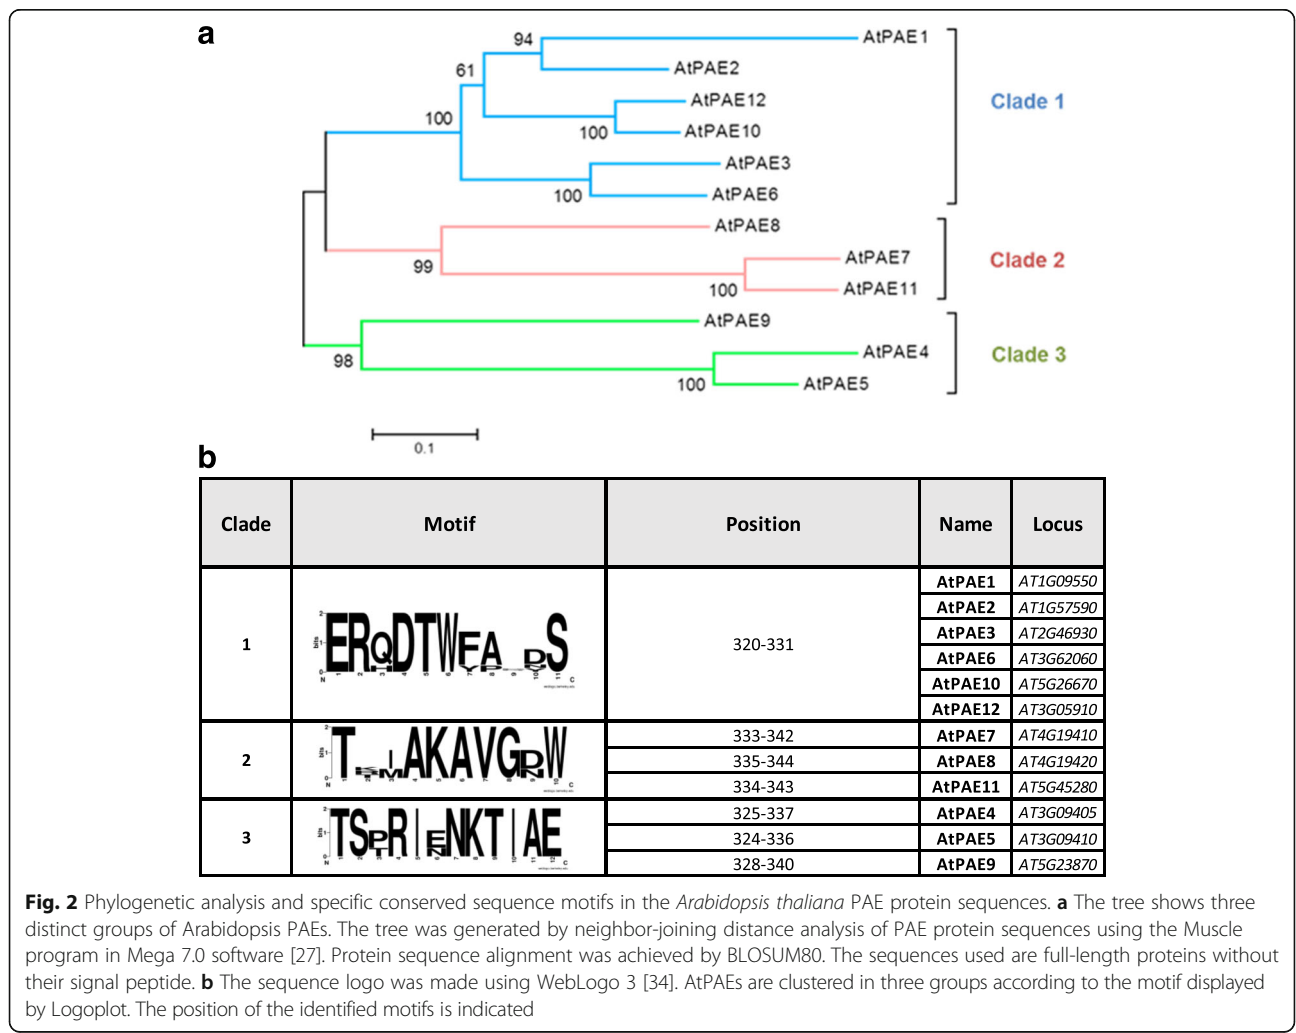 a
94
AtPAE1
61
AtPAE2
Clade 1
100
AtPAE12
100
AtPAE10
AtPAE3
100
AtPAE6
AtPAE8
99
AtPAE7
Clade 2
100
AtPAE11
AtPAE9
98
AtPAE4
Clade 3
100
AtPAE5
0.1
b
Clade Motif Position Name Locus
1 ERQDTWFA DS 320-331
AtPAE1 AT1G09550
AtPAE2 AT1G57590
AtPAE3 AT2G46930
AtPAE6 AT3G62060
AtPAE10 AT5G26670
AtPAE12 AT3G05910
2 T IAKAVGDW
333-342 AtPAE7 AT4G19410
335-344 AtPAE8 AT4G19420
334-343 AtPAE11 AT5G45280
3 TSPRIENKTIAE
325-337 AtPAE4 AT3G09405
324-336 AtPAE5 AT3G09410
328-340 AtPAE9 AT5G23870
Fig. 2 Phylogenetic analysis and specific conserved sequence motifs in the Arabidopsis thaliana PAE protein sequences. a The tree shows three
distinct groups of Arabidopsis PAEs. The tree was generated by neighbor-joining distance analysis of PAE protein sequences using the Muscle
program in Mega 7.0 software [27]. Protein sequence alignment was achieved by BLOSUM80. The sequences used are full-length proteins without
their signal peptide. b The sequence logo was made using WebLogo 3 [34]. AtPAEs are clustered in three groups according to the motif displayed
by Logoplot. The position of the identified motifs is indicated